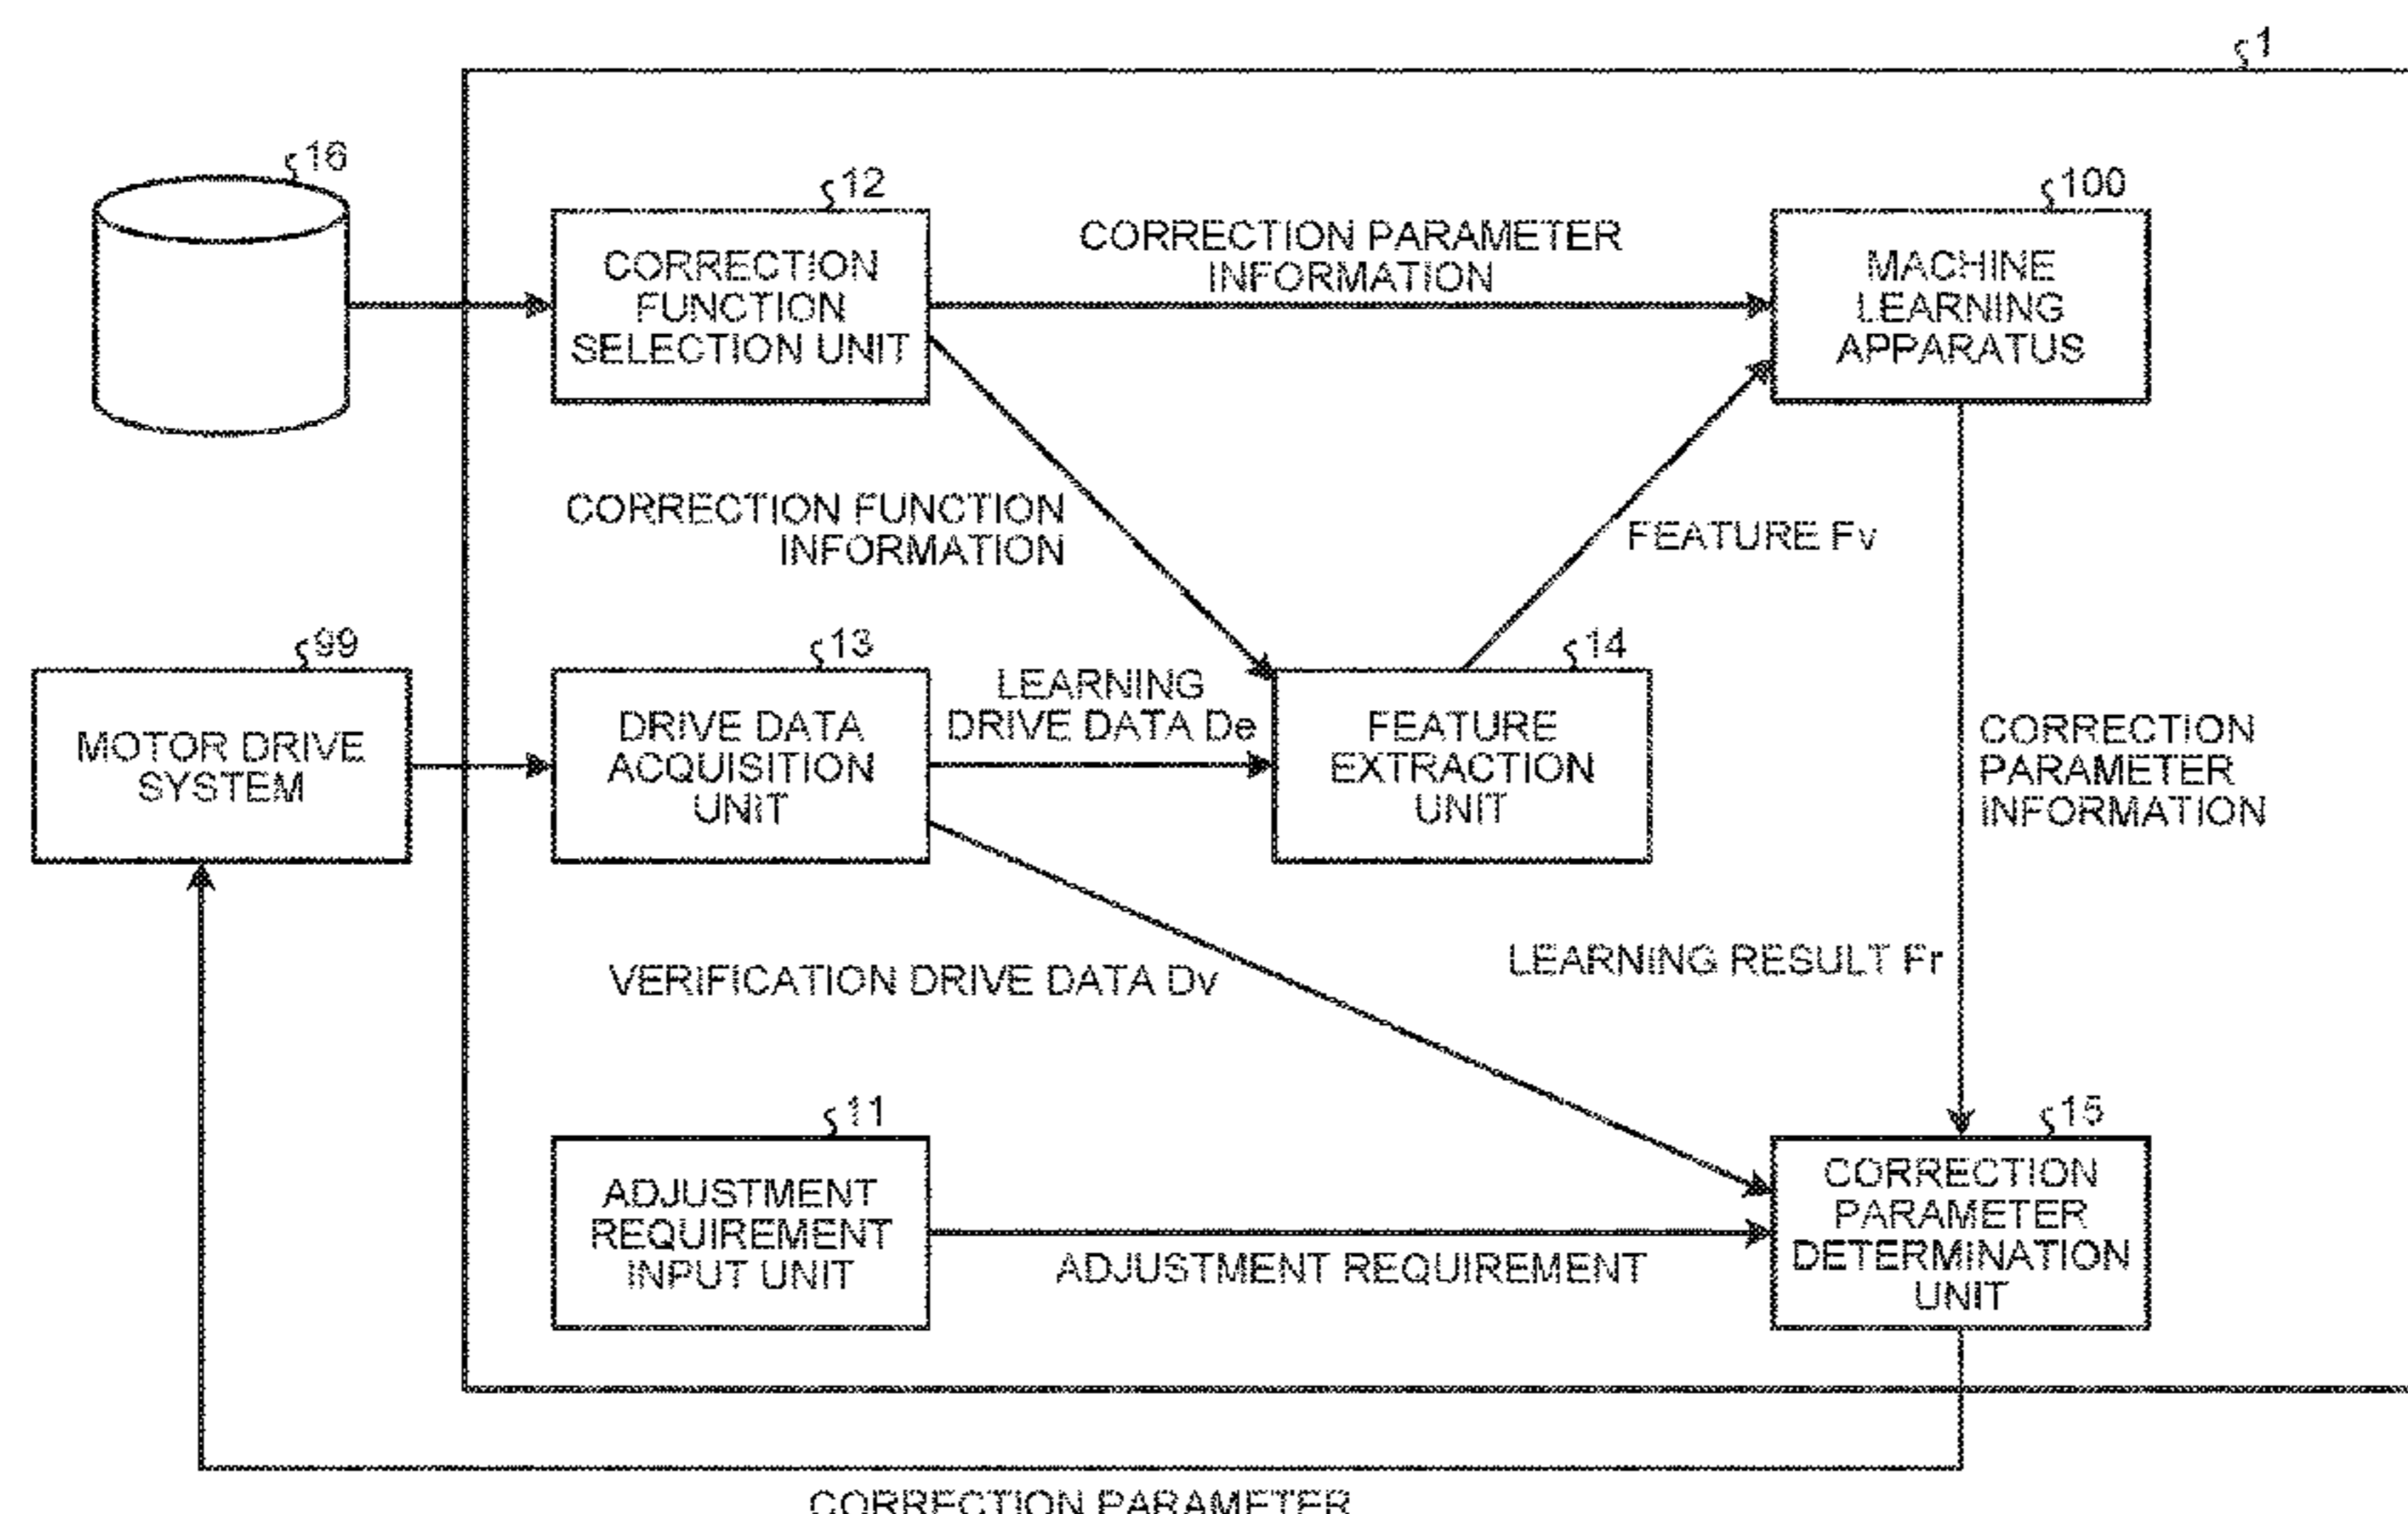 1
16
12
CORRECTION
FUNCTION
SELECTION UNIT
CORRECTION PARAMETER
INFORMATION
100
MACHINE
LEARNING
APPARATUS
CORRECTION FUNCTION
INFORMATION
FEATURE Fv
99
MOTOR DRIVE
SYSTEM
13
DRIVE DATA
ACQUISITION
UNIT
LEARNING
DRIVE DATA De
14
FEATURE
EXTRACTION
UNIT
CORRECTION
PARAMETER
INFORMATION
VERIFICATION DRIVE DATA Dv
LEARNING RESULT Fr
11
ADJUSTMENT
REQUIREMENT
INPUT UNIT
ADJUSTMENT REQUIREMENT
15
CORRECTION
PARAMETER
DETERMINATION
UNIT
CORRECTION PARAMETER